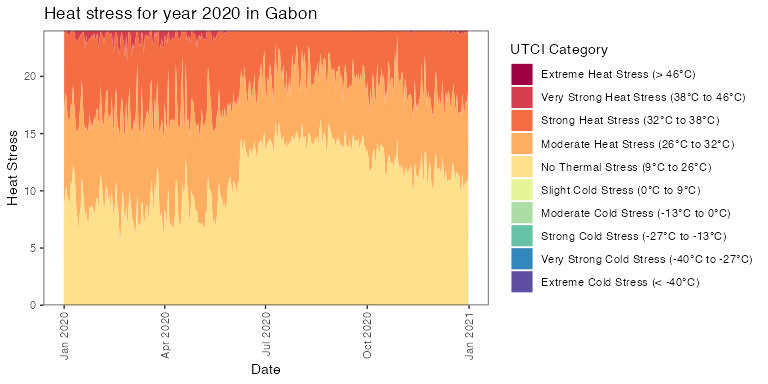 Heat stress for year 2020 in Gabon
Heat Stress
20
15
10
5
0
Jan 2020
Apr 2020
Jul 2020
Oct 2020
Jan 2021
Date
UTCI Category
Extreme Heat Stress (> 46°C)
Very Strong Heat Stress (38°C to 46°C)
Strong Heat Stress (32°C to 38°C)
Moderate Heat Stress (26°C to 32°C)
No Thermal Stress (9°C to 26°C)
Slight Cold Stress (0°C to 9°C)
Moderate Cold Stress (-13°C to 0°C)
Strong Cold Stress (-27°C to -13°C)
Very Strong Cold Stress (-40°C to -27°C)
Extreme Cold Stress (< -40°C)